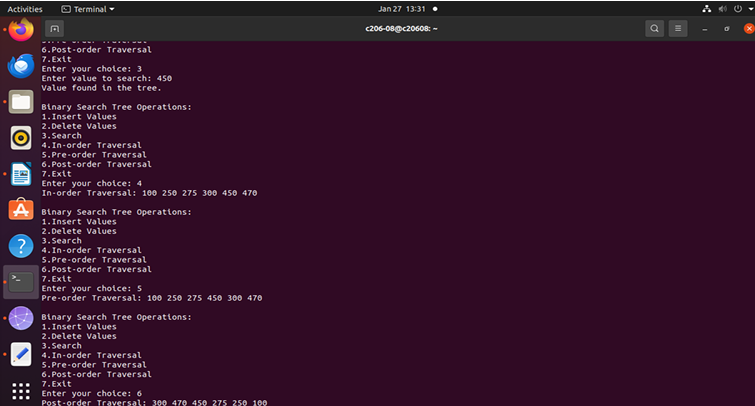 Activities
Terminal
Jan 27 13:31
c206-08@c20608: ~
6.Post-order Traversal
7.Exit
Enter your choice: 3
Enter value to search: 450
Value found in the tree.
Binary Search Tree Operations:
1.Insert Values
2.Delete Values
3.Search
4.In-order Traversal
5.Pre-order Traversal
6.Post-order Traversal
7.Exit
Enter your choice: 4
In-order Traversal: 100 250 275 300 450 470
Binary Search Tree Operations:
1.Insert Values
2.Delete Values
3.Search
4.In-order Traversal
5.Pre-order Traversal
6.Post-order Traversal
7.Exit
Enter your choice: 5
Pre-order Traversal: 100 250 275 450 300 470
Binary Search Tree Operations:
1.Insert Values
2.Delete Values
3.Search
4.In-order Traversal
5.Pre-order Traversal
6.Post-order Traversal
7.Exit
Enter your choice: 6
Post-order Traversal: 300 470 450 275 250 100